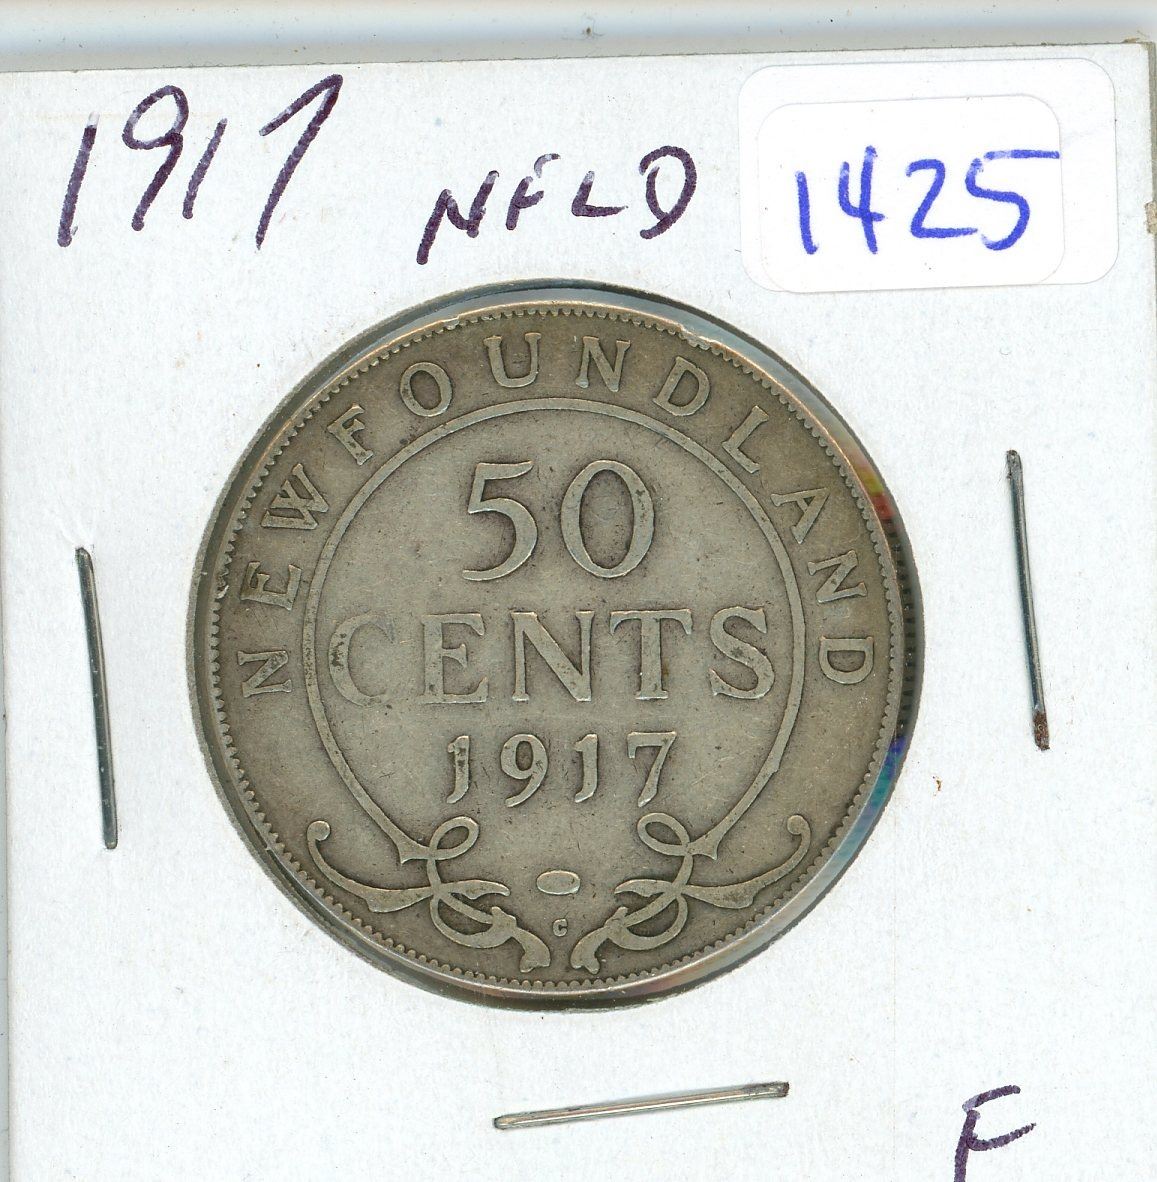 1917 NFLD 1425
NEWFOUNDLAND
50
CENTS
1917
C
F